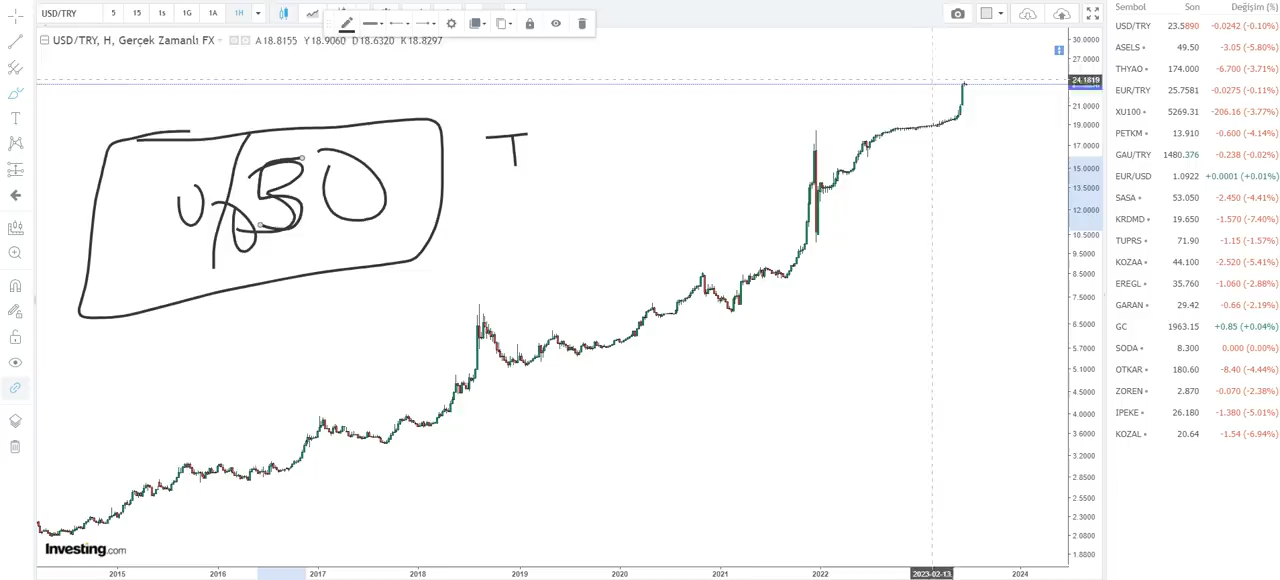 USD/TRY 5 15 1s 1G 1A 1H
USD/TRY, H, Gerçek Zamanlı FX A18.8155 Y18.9060 D18.6320 K18.8297
%50
T
30.0000
27.0000
24.1819
21.0000
19.0000
17.0000
15.0000
13.5000
12.0000
10.5000
9.5000
8.5000
7.5000
6.5000
5.7000
5.1000
4.5000
4.0000
3.6000
3.2000
2.8500
2.5500
2.3000
2.0800
1.8800
Investing.com
2015 2016 2017 2018 2019 2020 2021 2022 2023-02-13 2024
Sembol Son Değişim (%)
USD/TRY 23.5890 -0.0242 (-0.10%)
ASELS 49.50 -3.05 (-5.80%)
THYAO 174.000 -6.700 (-3.71%)
EUR/TRY 25.7581 -0.0275 (-0.11%)
XU100 5269.31 -206.16 (-3.77%)
PETKM 13.910 -0.600 (-4.14%)
GAU/TRY 1480.376 -0.238 (-0.02%)
EUR/USD 1.0922 +0.0001 (+0.01%)
SASA 53.050 -2.450 (-4.41%)
KRDMD 19.650 -1.570 (-7.40%)
TUPRS 71.90 -1.15 (-1.57%)
KOZAA 44.100 -2.520 (-5.41%)
EREGL 35.760 -1.060 (-2.88%)
GARAN 29.42 -0.66 (-2.19%)
GC 1963.15 +0.85 (+0.04%)
SODA 8.300 0.000 (0.00%)
OTKAR 180.60 -8.40 (-4.44%)
ZOREN 2.870 -0.070 (-2.38%)
IPEKE 26.180 -1.380 (-5.01%)
KOZAL 20.64 -1.54 (-6.94%)